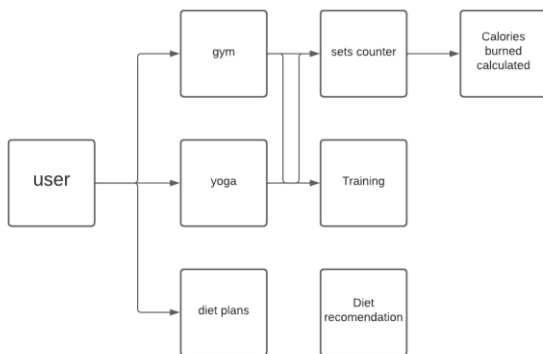 gym
sets counter
Calories
burned
calculated
user
yoga
Training
diet plans
Diet
recomendation